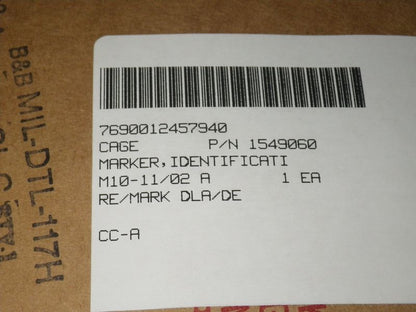 7690012457940
CAGE P/N 1549060
MARKER,IDENTIFICATI
M10-11/02 A 1 EA
RE/MARK DLA/DE
CC-A
B&B MIL-DTL-117H